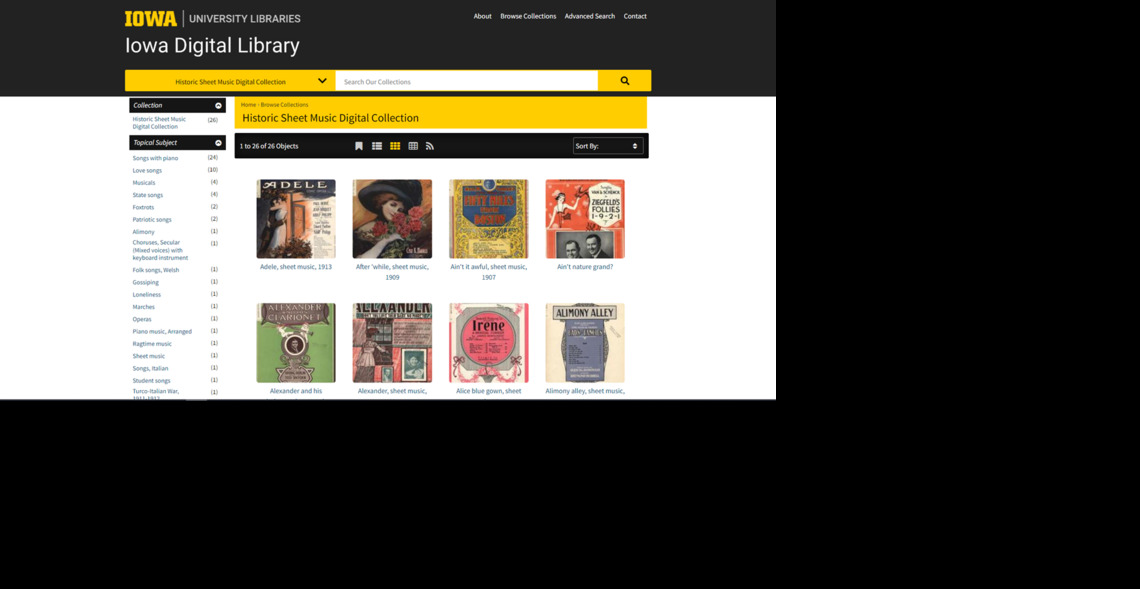 IOWA UNIVERSITY LIBRARIES
About Browse Collections Advanced Search Contact
Iowa Digital Library
Historic Sheet Music Digital Collection
Search Our Collections
Collection
Historic Sheet Music
Digital Collection
(26)
Topical Subject
Songs with piano (24)
Love songs (10)
Musicals (4)
State songs (4)
Foxtrots (2)
Patriotic songs (2)
Alimony (1)
Choruses, Secular
(Mixed voices) with
keyboard instrument
(1)
Folk songs, Welsh (1)
Gossiping (1)
Loneliness (1)
Marches (1)
Operas (1)
Piano music, Arranged (1)
Ragtime music (1)
Sheet music (1)
Songs, Italian (1)
Student songs (1)
Turco-Italian War,
1911-1912
(1)
Home › Browse Collections
Historic Sheet Music Digital Collection
1 to 26 of 26 Objects
Sort By:
ADELE
VAN & SCHENCK
ZIEGFELD'S
FOLLIES
1-9-2-1
Adele, sheet music, 1913
After 'while, sheet music,
1909
Ain't it awful, sheet music,
1907
Ain't nature grand?
ALEXANDER
CLARIONET
ALEXANDER
Irene
ALIMONY ALLEY
Alexander and his
Alexander, sheet music,
Alice blue gown, sheet
Alimony alley, sheet music,